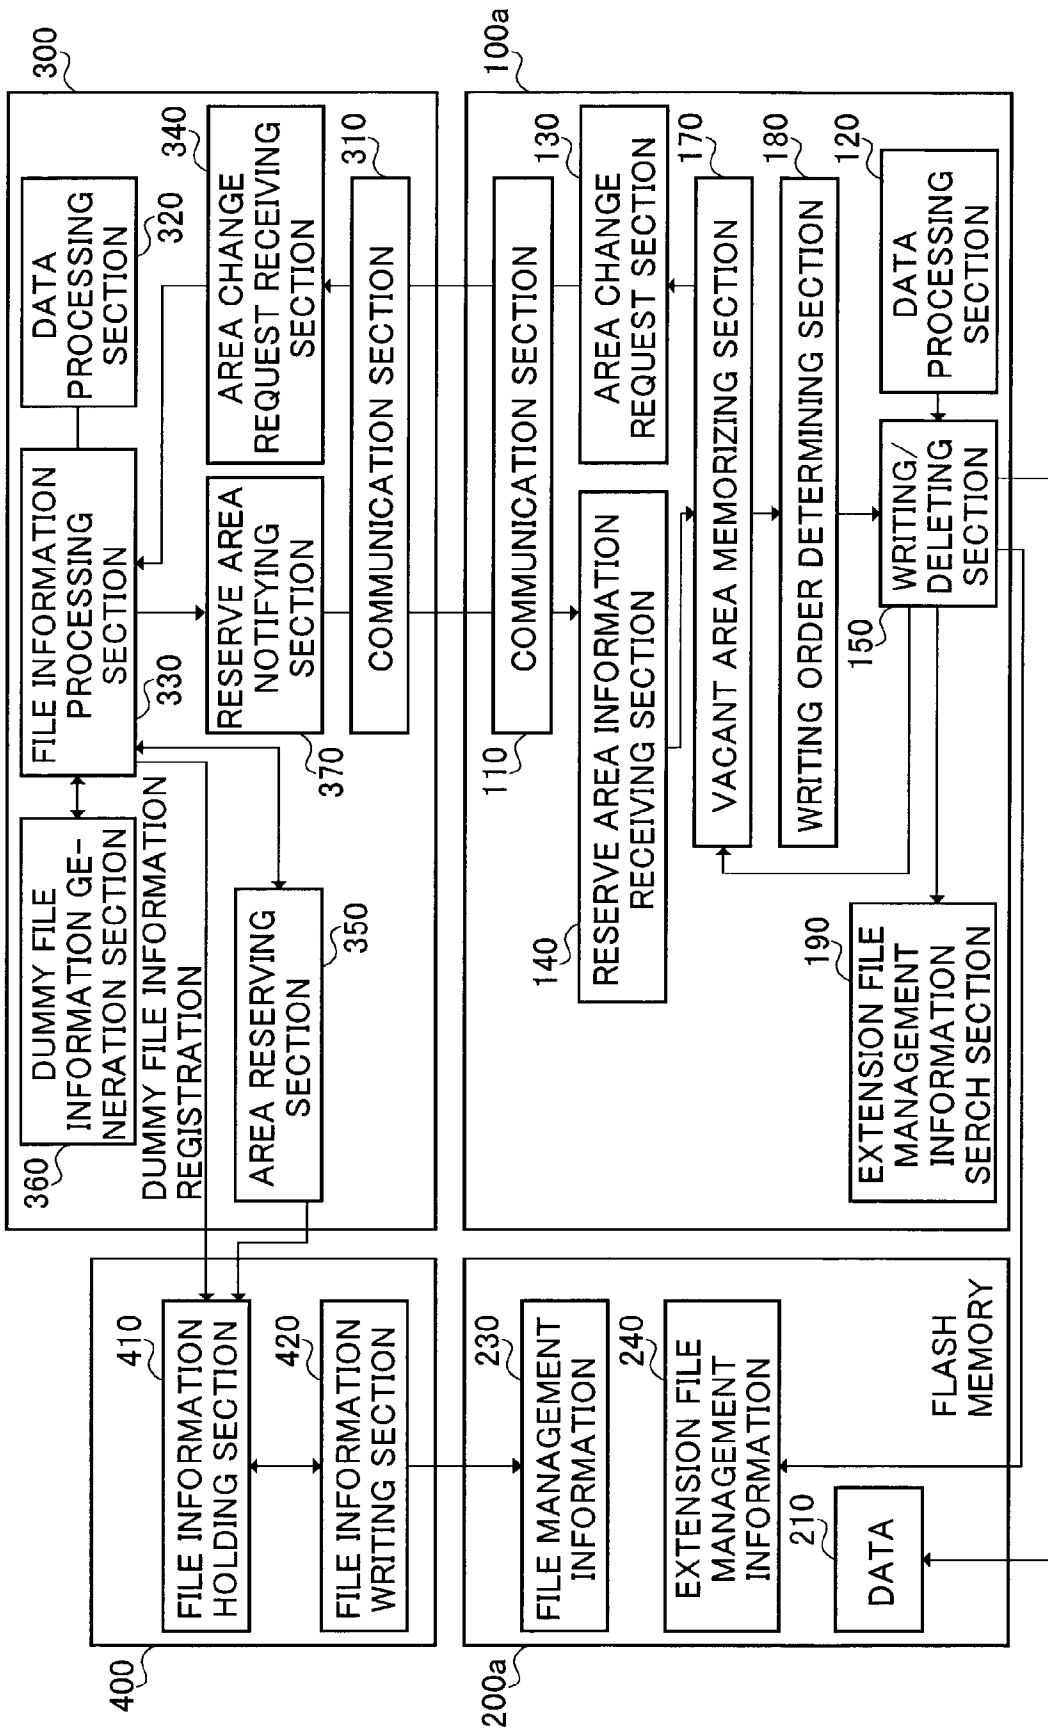 300
DUMMY FILE
INFORMATION GE-
NERATION SECTION
360
FILE INFORMATION
PROCESSING
SECTION
330
DATA
PROCESSING
SECTION
320
DUMMY FILE INFORMATION
REGISTRATION
AREA RESERVING
SECTION
350
RESERVE AREA
NOTIFYING
SECTION
370
AREA CHANGE
REQUEST RECEIVING
SECTION
340
COMMUNICATION SECTION
310
400
FILE INFORMATION
HOLDING SECTION
410
FILE INFORMATION
WRITING SECTION
420
100a
COMMUNICATION SECTION
110
RESERVE AREA INFORMATION
RECEIVING SECTION
140
AREA CHANGE
REQUEST SECTION
130
VACANT AREA MEMORIZING SECTION
170
WRITING ORDER DETERMINING SECTION
180
EXTENSION FILE
MANAGEMENT
INFORMATION
SERCH SECTION
190
WRITING/
DELETING
SECTION
150
DATA
PROCESSING
SECTION
120
200a
FILE MANAGEMENT
INFORMATION
230
EXTENSION FILE
MANAGEMENT
INFORMATION
240
DATA
210
FLASH
MEMORY